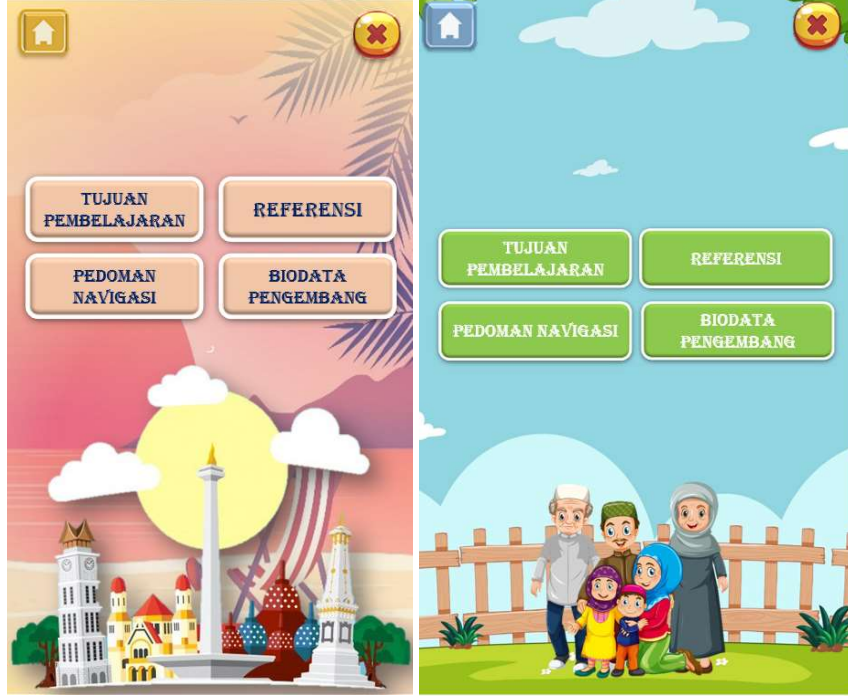 TUJUAN
PEMBELAJARAN
REFERENSI
PEDOMAN
NAVIGASI
BIODATA
PENGEMBANG
TUJUAN
PEMBELAJARAN
REFERENSI
PEDOMAN NAVIGASI
BIODATA
PENGEMBANG